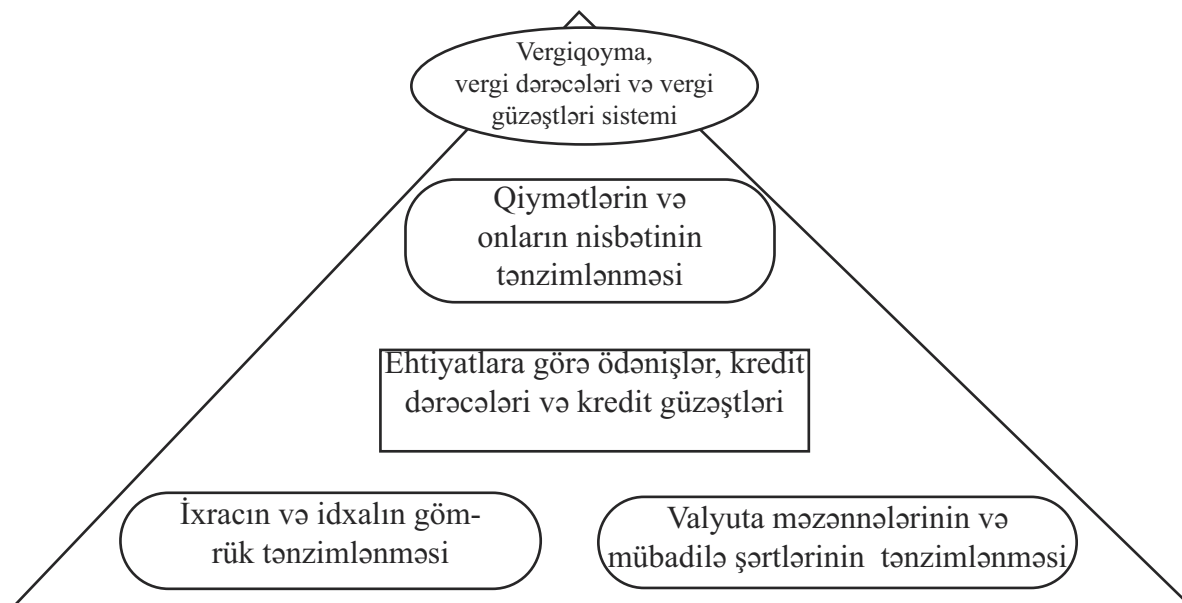 Vergiqoyma,
vergi dərəcələri və vergi
güzəştləri sistemi
Qiymətlərin və
onların nisbətinin
tənzimlənməsi
Ehtiyatlara görə ödənişlər, kredit
dərəcələri və kredit güzəştləri
İxracın və idxalın göm-
rük tənzimlənməsi
Valyuta məzənnələrinin və
mübadilə şərtlərinin tənzimlənməsi